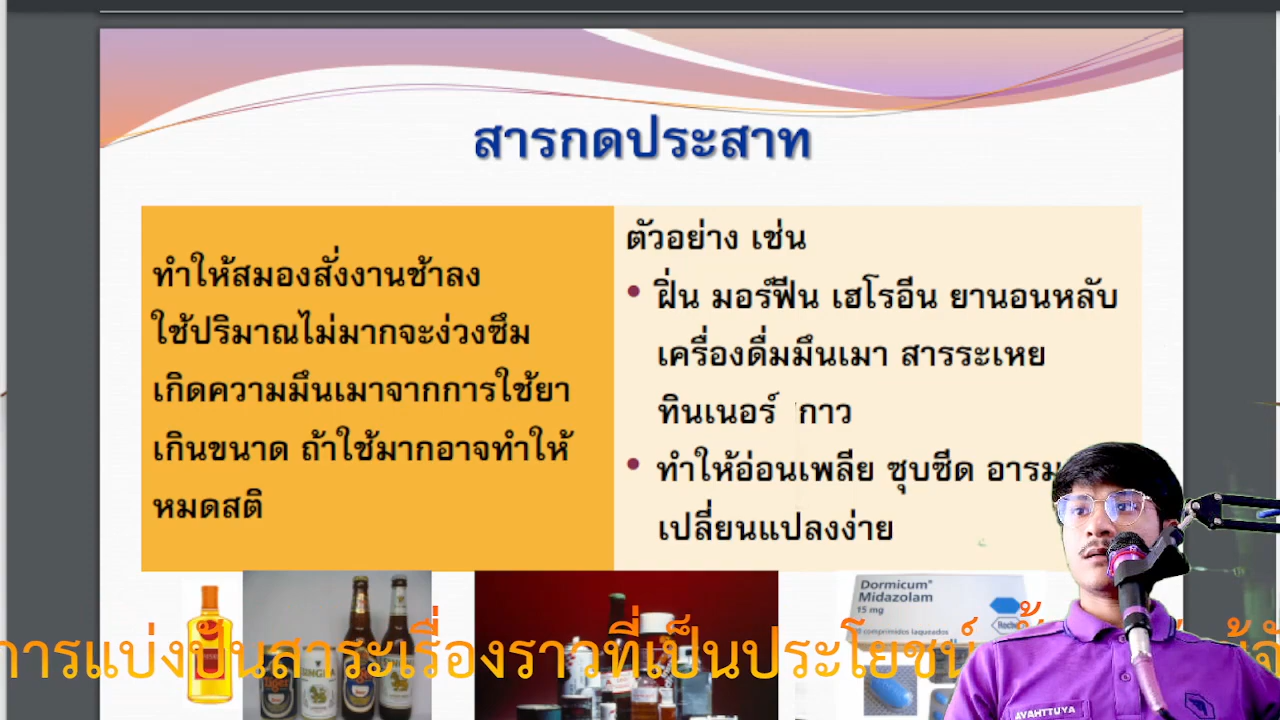 สารกดประสาท
ทำให้สมองสั่งงานช้าลง
ใช้ปริมาณไม่มากจะง่วงซึม
เกิดความมึนเมาจากการใช้ยา
เกินขนาด ถ้าใช้มากอาจทำให้
หมดสติ
ตัวอย่าง เช่น
• ฝิ่น มอร์ฟีน เฮโรอีน ยานอนหลับ
เครื่องดื่มมึนเมา สารระเหย
ทินเนอร์ กาว
• ทำให้อ่อนเพลีย ซุบซีด อารม
เปลี่ยนแปลงง่าย
Dormicum®
Midazolam
15 mg
comprimidos laqueados
Roche
การแบ่งปันสาระเรื่องราวที่เป็นประโยชน์
SINGHA
AVAHTTUYA